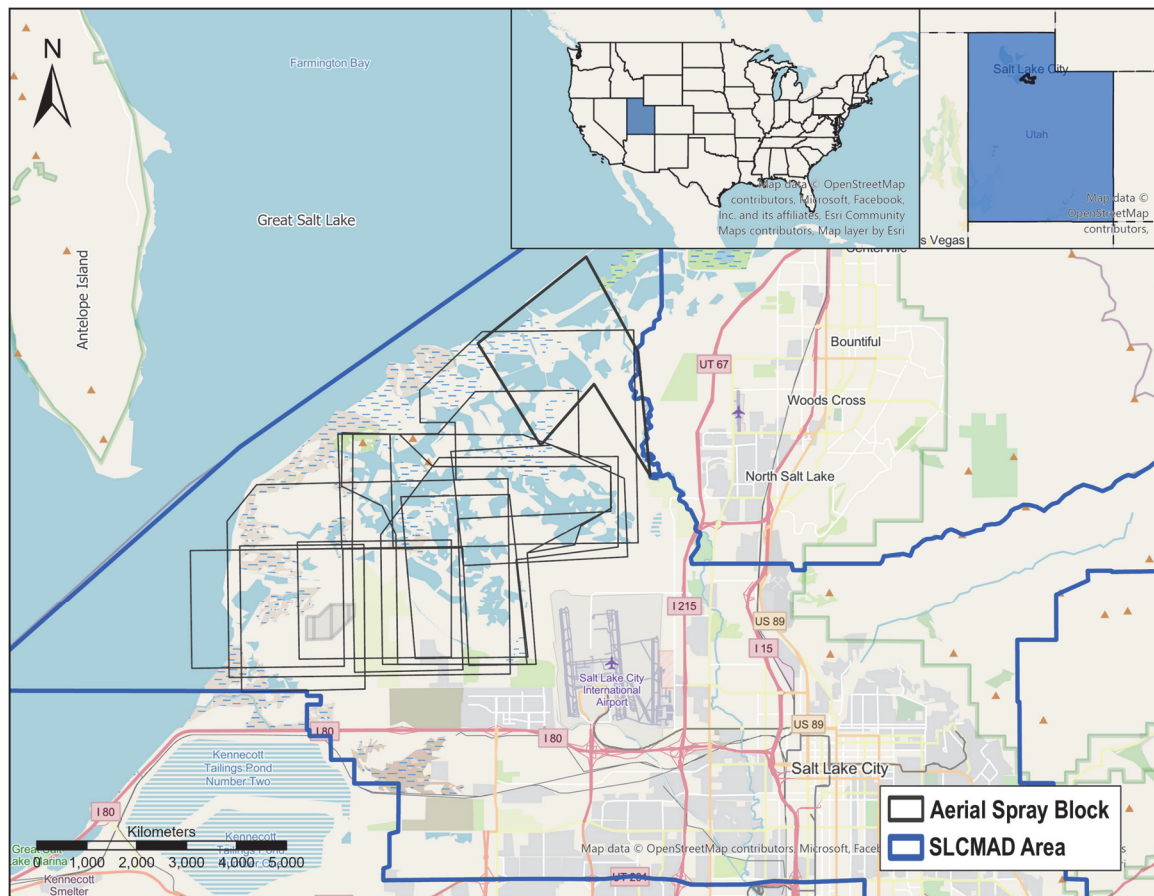 N
Farmington Bay
Great Salt Lake
Antelope Island
Map data © OpenStreetMap
contributors, Microsoft, Facebook,
Inc. and its affiliates, Esri Community
Maps contributors, Map layer by Esri
Salt Lake City
Utah
Map data ©
OpenStreetMap
contributors,
s Vegas
Centerville
Bountiful
UT 67
Woods Cross
North Salt Lake
I 215
US 89
I 15
Salt Lake City
International
Airport
US 89
I 80
I 80
Kennecott
Tailings Pond
Number Two
Salt Lake City
I 80
Kilometers
0 1,000 2,000 3,000 4,000 5,000
Kennecott
Smelter
Aerial Spray Block
SLCMAD Area
Map data © OpenStreetMap contributors, Microsoft,